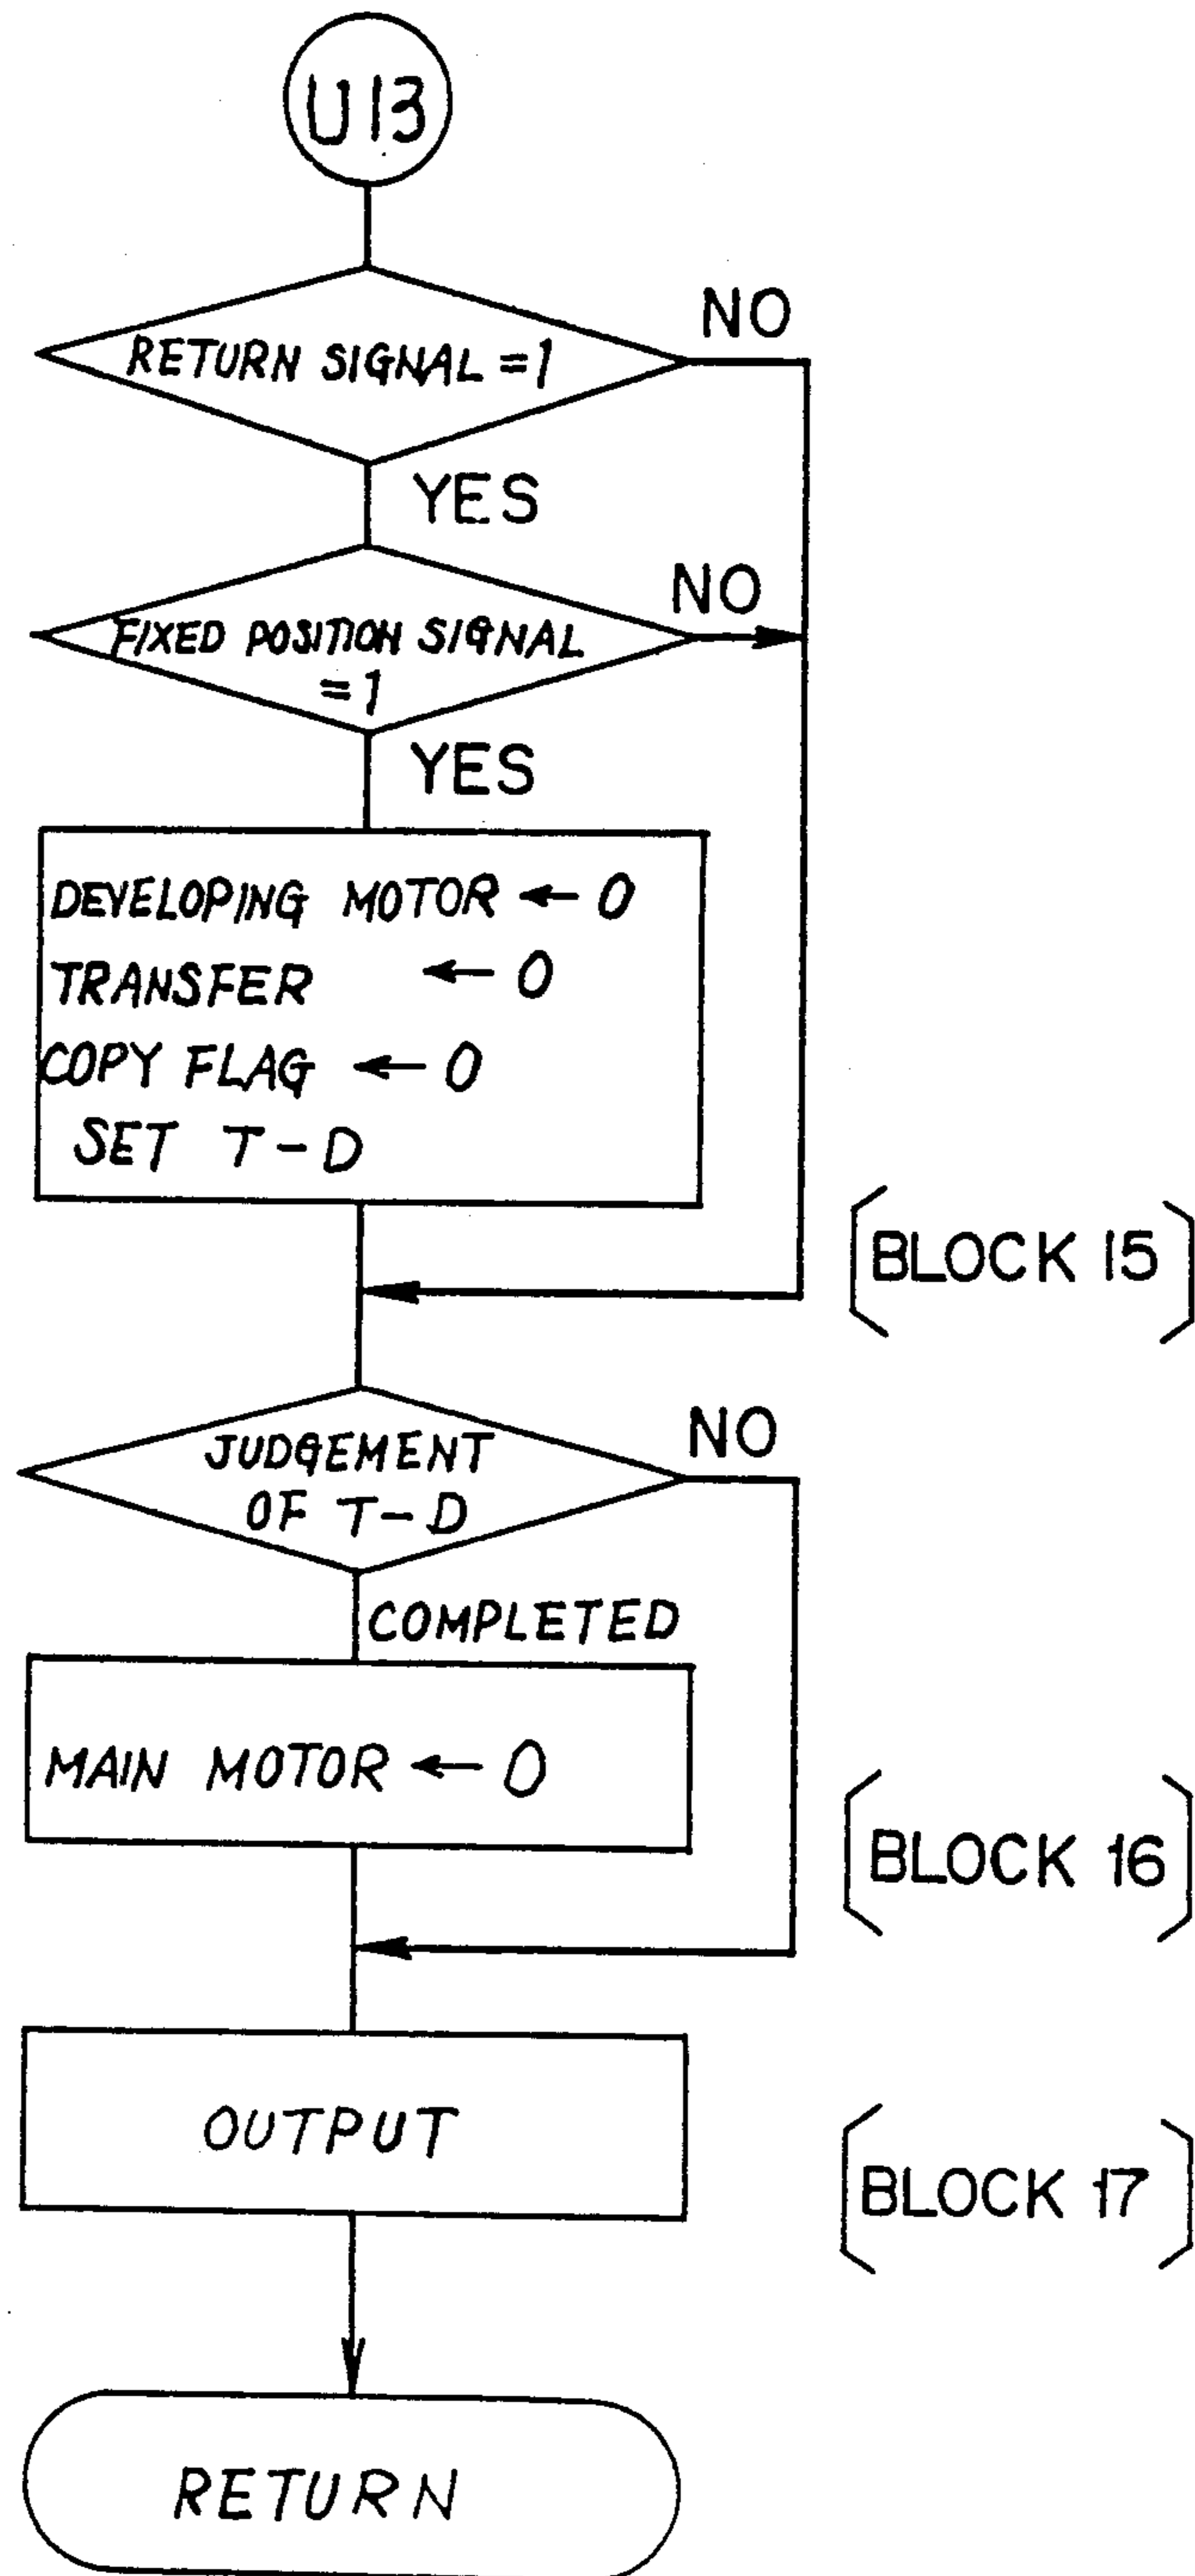 U13
NO
RETURN SIGNAL =1
YES
NO
FIXED POSITION SIGNAL
=1
YES
DEVELOPING MOTOR ← 0
TRANSFER ← 0
COPY FLAG ← 0
SET T-D
[BLOCK 15]
NO
JUDGEMENT
OF T-D
COMPLETED
MAIN MOTOR ← 0
[BLOCK 16]
OUTPUT
[BLOCK 17]
RETURN